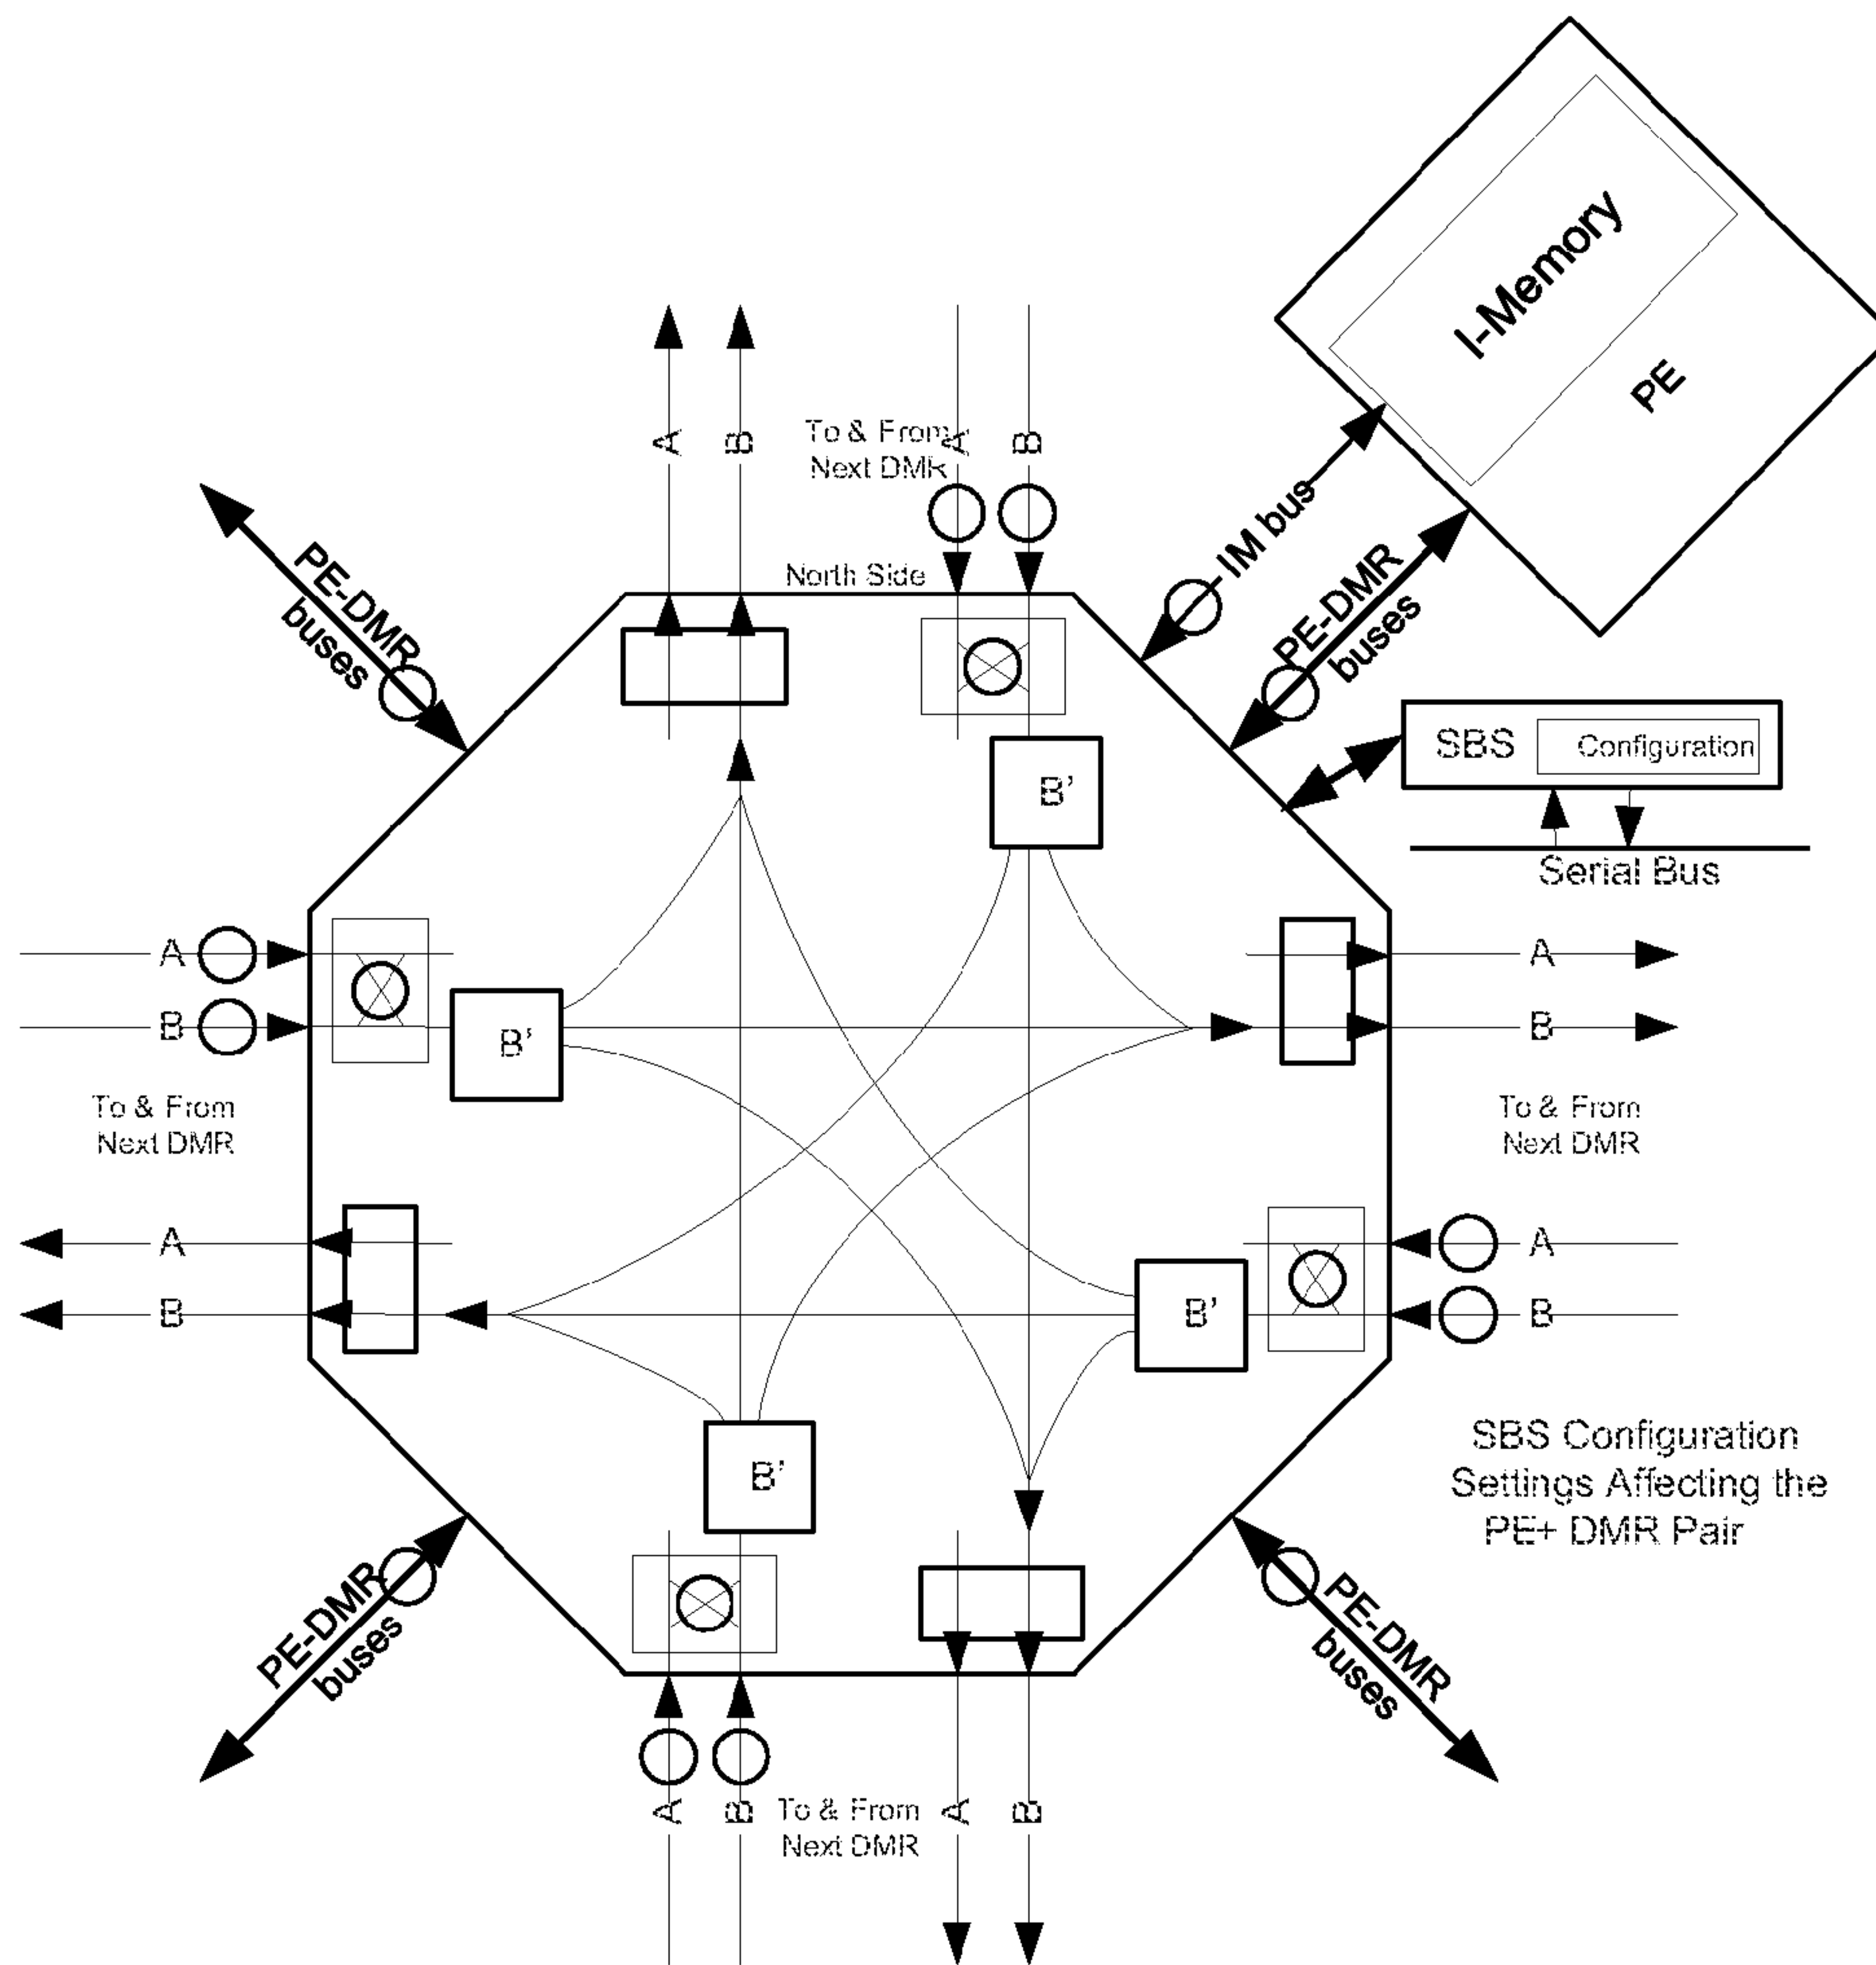 I-Memory
PE
A
B
To & From
Next DMR
A
B
IM bus
PE-DMR
buses
PE-DMR
buses
North Side
SBS
Configuration
Serial Bus
B'
A
B
B'
A
B
To & From
Next DMR
To & From
Next DMR
A
B
B'
A
B
B'
SBS Configuration
Settings Affecting the
PE+ DMR Pair
PE-DMR
buses
PE-DMR
buses
A
B
To & From
Next DMR
A
B